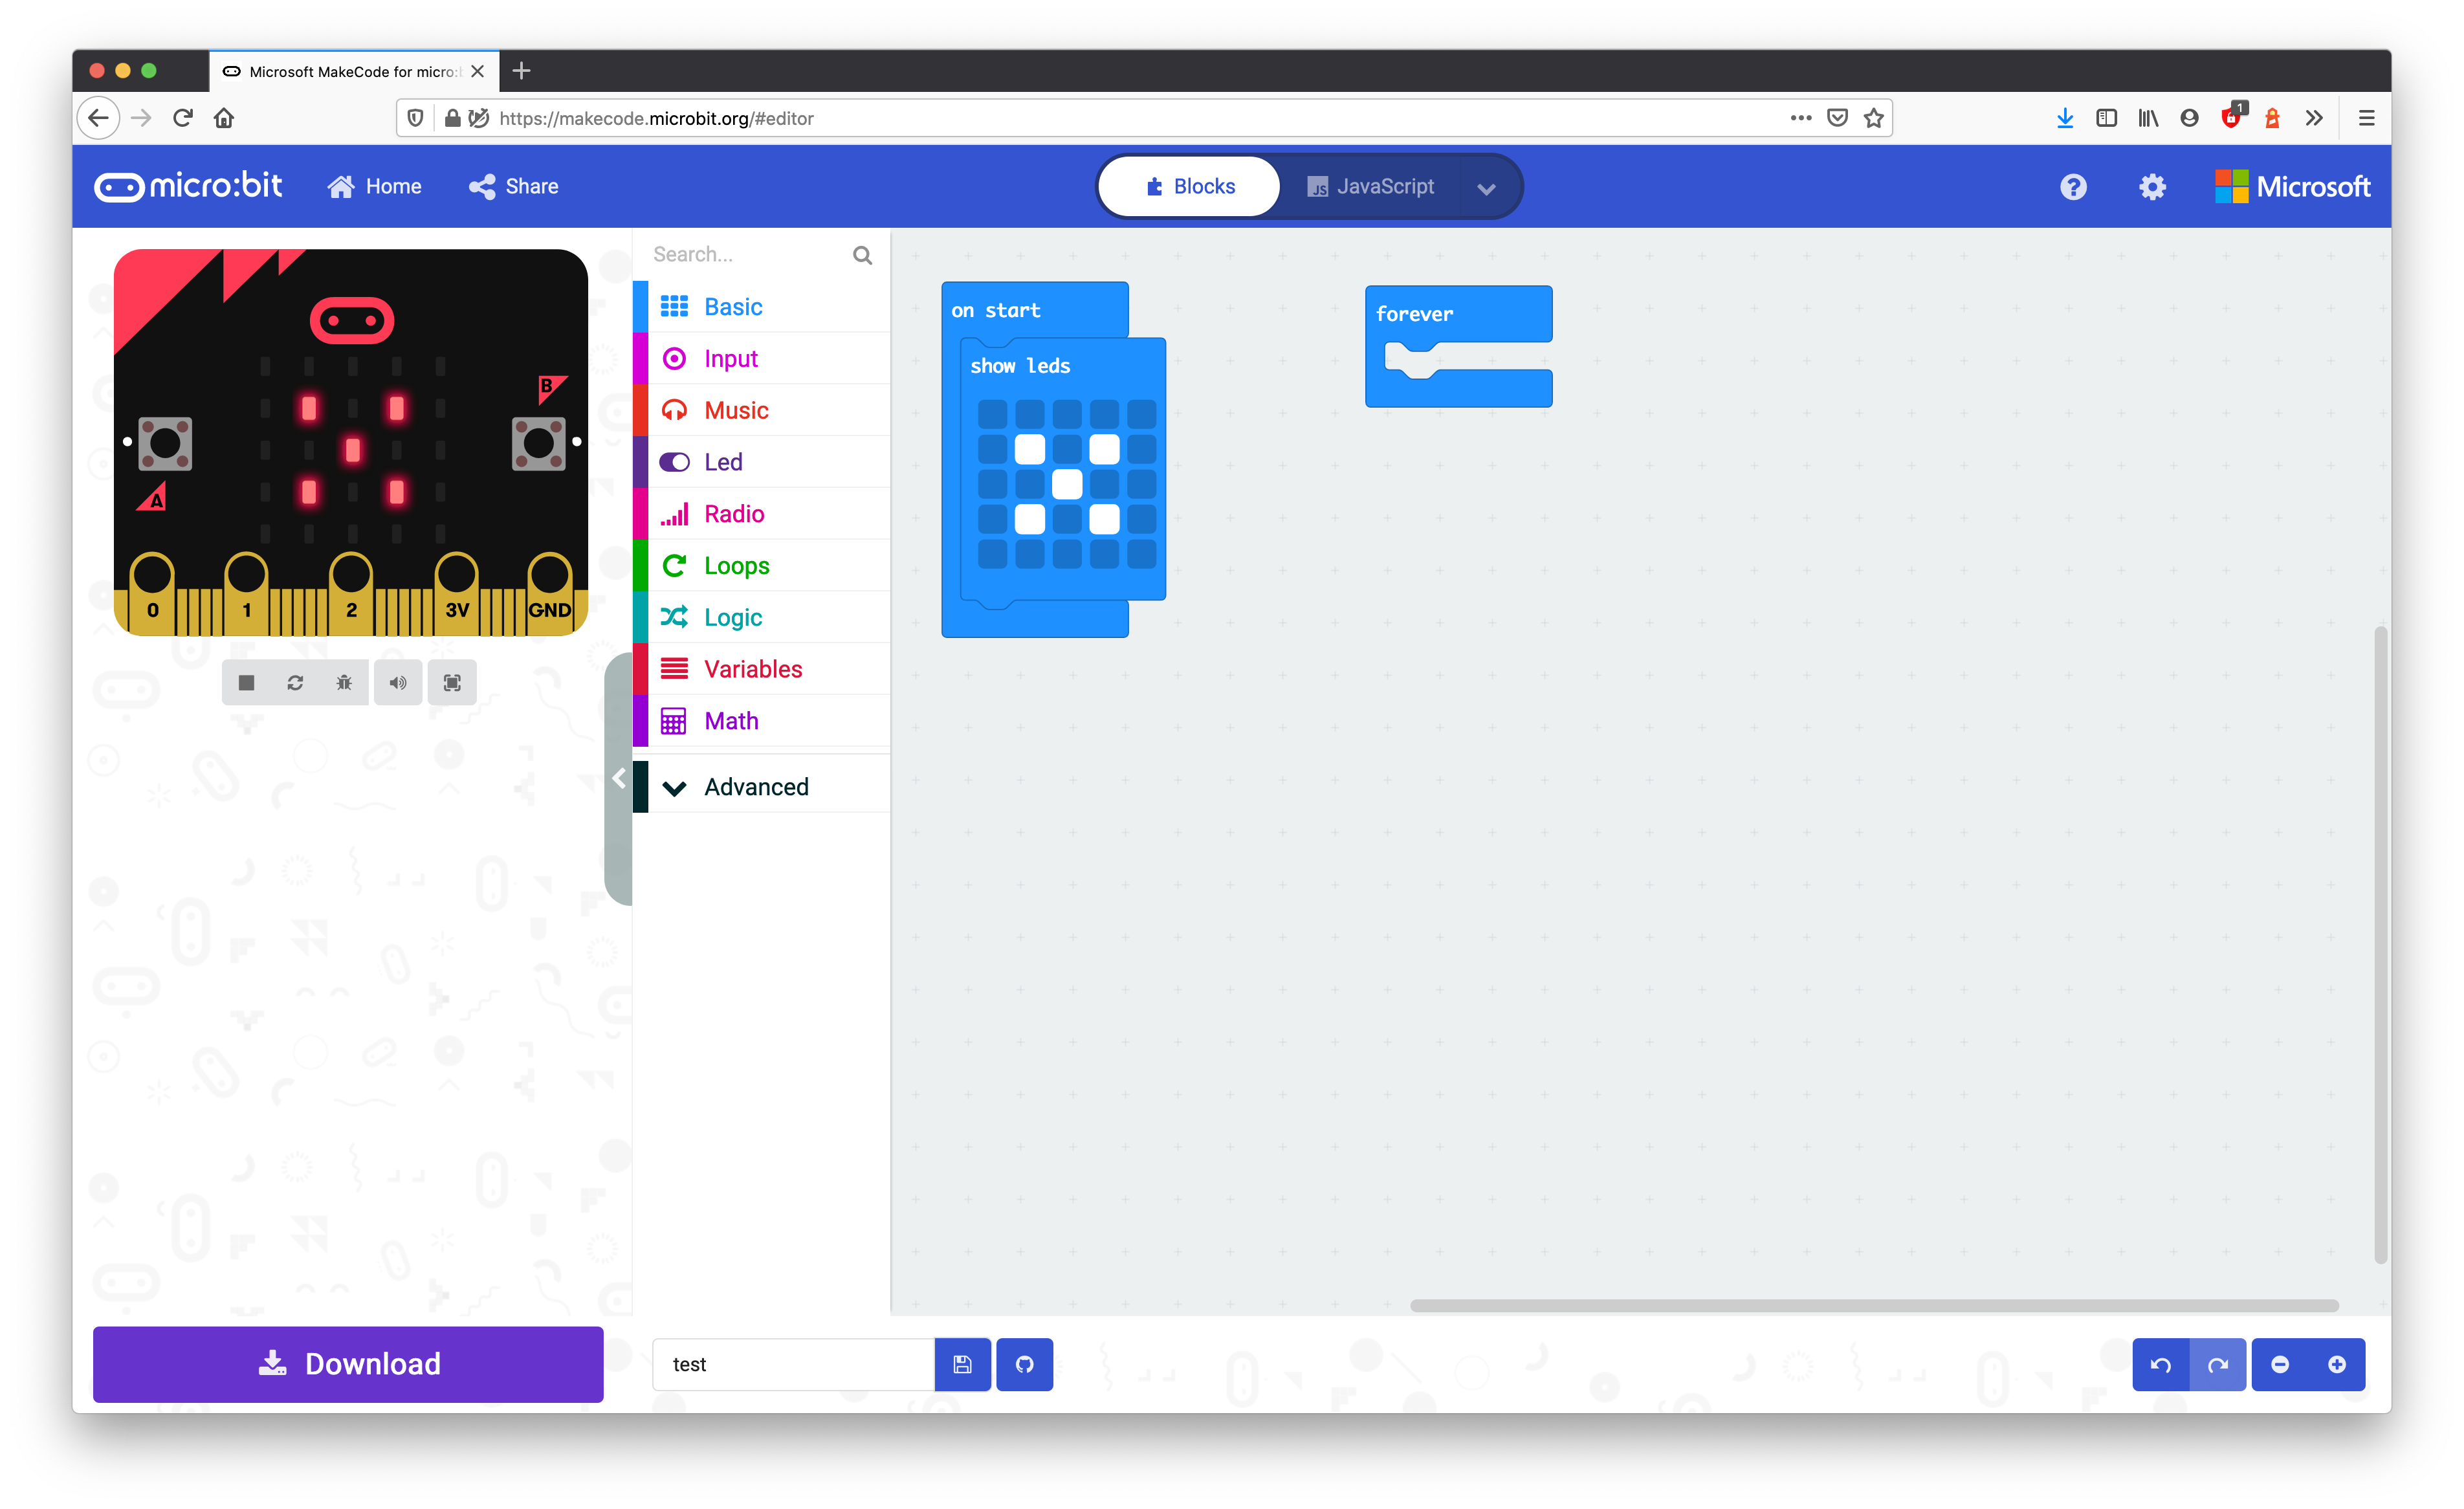 Microsoft MakeCode for micro:b
https://makecode.microbit.org/#editor
1
micro:bit
Home
Share
Blocks
JS
JavaScript
?
Microsoft
B
A
0
1
2
3V
GND
Search...
Basic
Input
Music
Led
Radio
Loops
Logic
Variables
Math
Advanced
on start
show leds
forever
Download
test